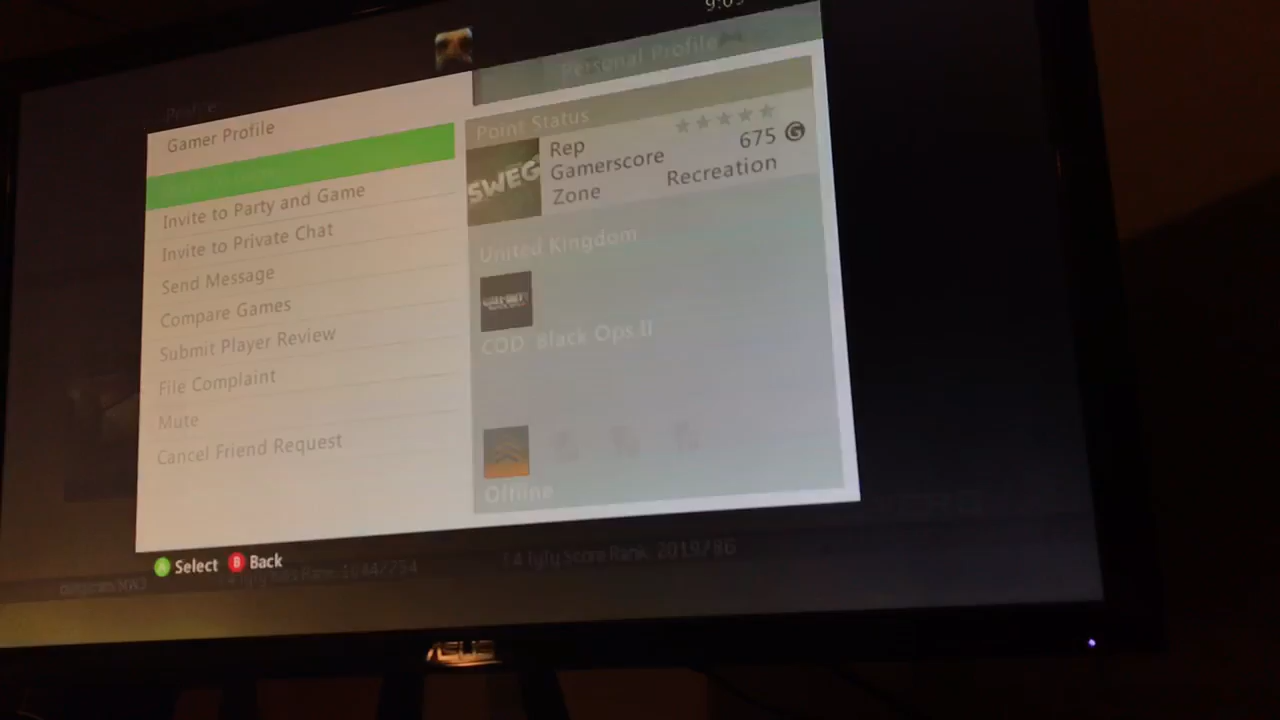 Profile
Personal Profile
Gamer Profile
Invite to Party and Game
Invite to Private Chat
Send Message
Compare Games
Submit Player Review
File Complaint
Mute
Cancel Friend Request
Point Status
SWEG
Rep
Gamerscore 675 G
Zone Recreation
United Kingdom
COD: Black Ops II
Offline
A Select B Back
ASUS